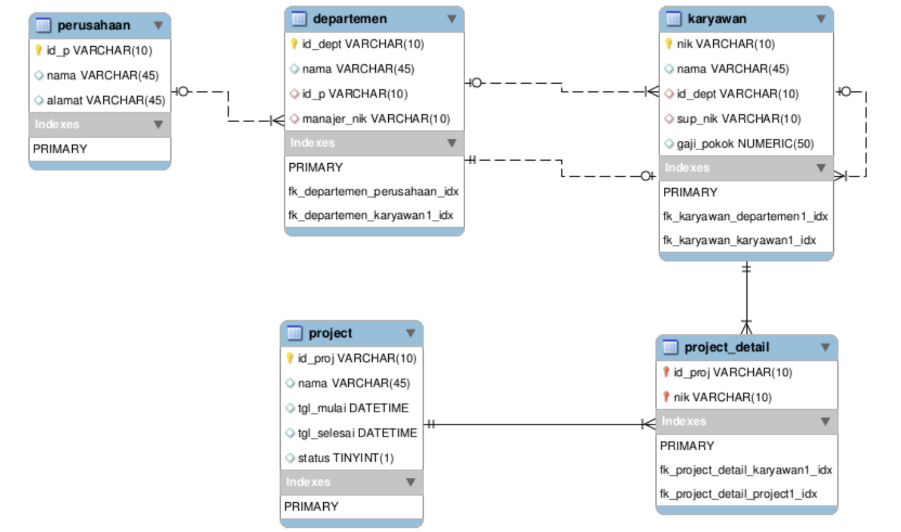 perusahaan
id_p VARCHAR(10)
nama VARCHAR(45)
alamat VARCHAR(45)
Indexes
PRIMARY
departemen
id_dept VARCHAR(10)
nama VARCHAR(45)
id_p VARCHAR(10)
manajer_nik VARCHAR(10)
Indexes
PRIMARY
fk_departemen_perusahaan_idx
fk_departemen_karyawan1_idx
karyawan
nik VARCHAR(10)
nama VARCHAR(45)
id_dept VARCHAR(10)
sup_nik VARCHAR(10)
gaji_pokok NUMERIC(50)
Indexes
PRIMARY
fk_karyawan_departemen1_idx
fk_karyawan_karyawan1_idx
project
id_proj VARCHAR(10)
nama VARCHAR(45)
tgl_mulai DATETIME
tgl_selesai DATETIME
status TINYINT(1)
Indexes
PRIMARY
project_detail
id_proj VARCHAR(10)
nik VARCHAR(10)
Indexes
PRIMARY
fk_project_detail_karyawan1_idx
fk_project_detail_project1_idx